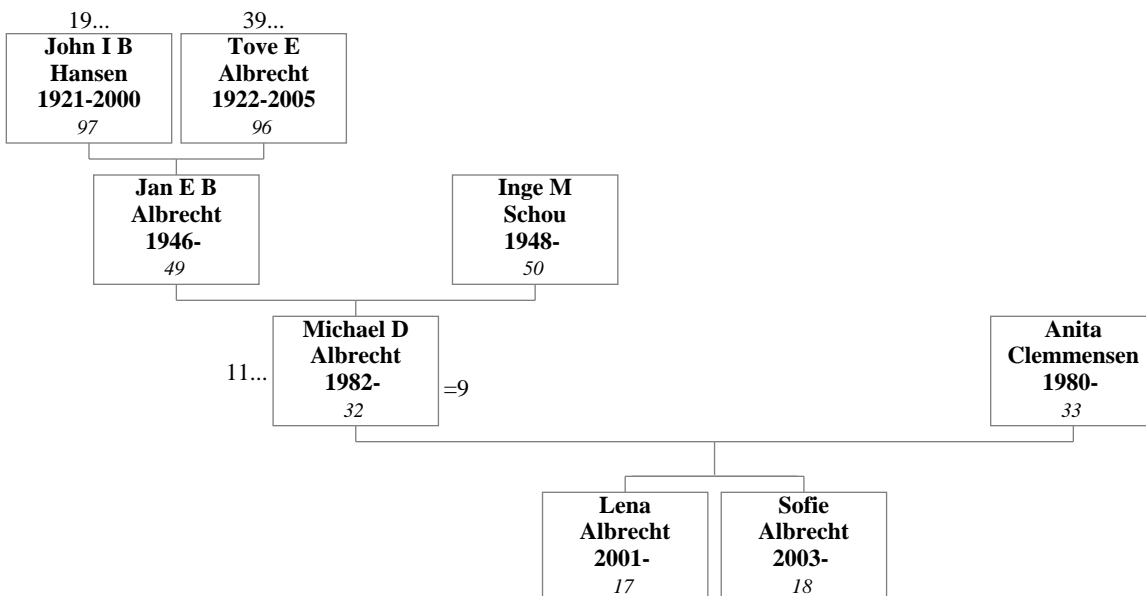 19...
39...
John I B
Hansen
1921-2000
97
Tove E
Albrecht
1922-2005
96
Jan E B
Albrecht
1946-
49
Inge M
Schou
1948-
50
11...
Michael D
Albrecht
1982-
32
=9
Anita
Clemmensen
1980-
33
Lena
Albrecht
2001-
17
Sofie
Albrecht
2003-
18